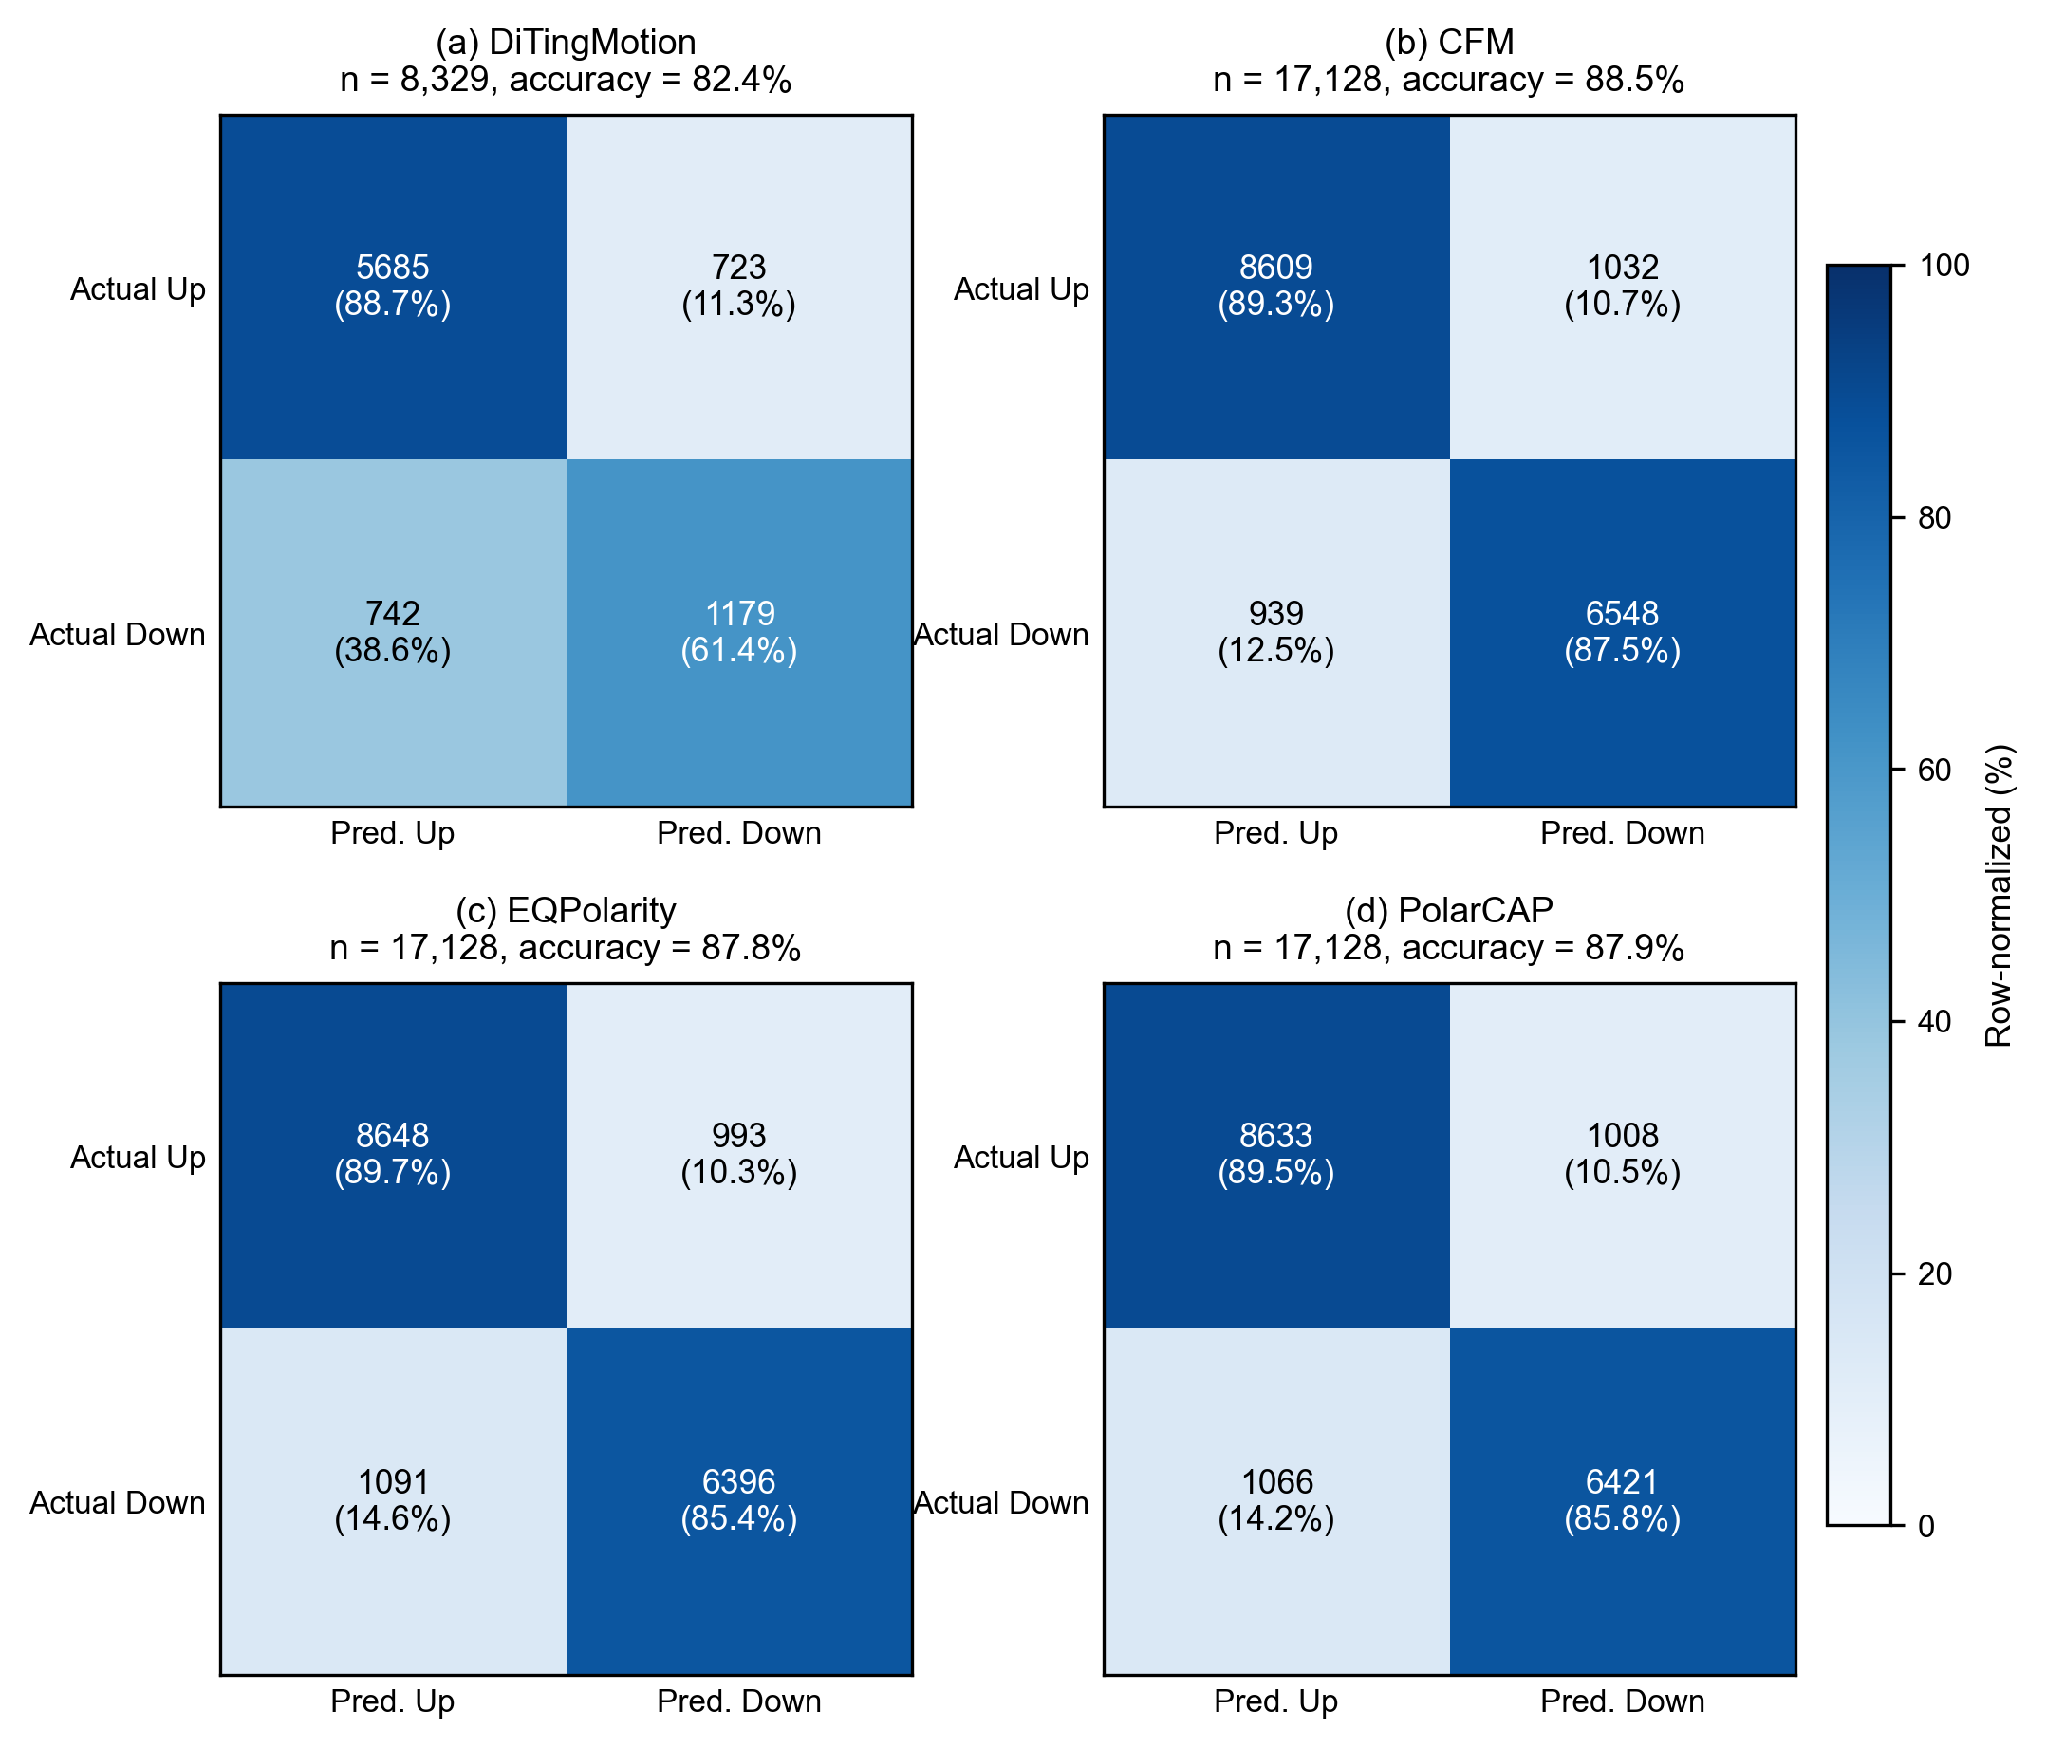 (a) DiTingMotion
n = 8,329, accuracy = 82.4%
Actual Up
5685
(88.7%)
723
(11.3%)
Actual Down
742
(38.6%)
1179
(61.4%)
Pred. Up
Pred. Down
(b) CFM
n = 17,128, accuracy = 88.5%
Actual Up
8609
(89.3%)
1032
(10.7%)
Actual Down
939
(12.5%)
6548
(87.5%)
Pred. Up
Pred. Down
(c) EQPolarity
n = 17,128, accuracy = 87.8%
Actual Up
8648
(89.7%)
993
(10.3%)
Actual Down
1091
(14.6%)
6396
(85.4%)
Pred. Up
Pred. Down
(d) PolarCAP
n = 17,128, accuracy = 87.9%
Actual Up
8633
(89.5%)
1008
(10.5%)
Actual Down
1066
(14.2%)
6421
(85.8%)
Pred. Up
Pred. Down
100
80
60
40
20
0
Row-normalized (%)